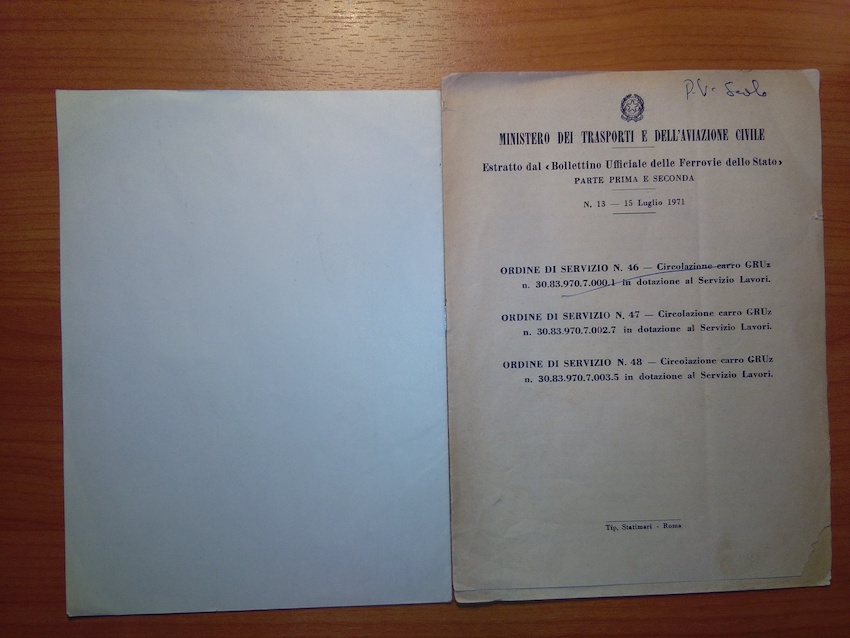 P.V. Scalo
MINISTERO DEI TRASPORTI E DELL'AVIAZIONE CIVILE
Estratto dal «Bollettino Ufficiale delle Ferrovie dello Stato»
PARTE PRIMA E SECONDA
N. 13 — 15 Luglio 1971
ORDINE DI SERVIZIO N. 46 — Circolazione carro GRUz
n. 30.83.970.7.000.1 in dotazione al Servizio Lavori.
ORDINE DI SERVIZIO N. 47 — Circolazione carro GRUz
n. 30.83.970.7.002.7 in dotazione al Servizio Lavori.
ORDINE DI SERVIZIO N. 48 — Circolazione carro GRUz
n. 30.83.970.7.003.5 in dotazione al Servizio Lavori.
Tip. Statimari - Roma